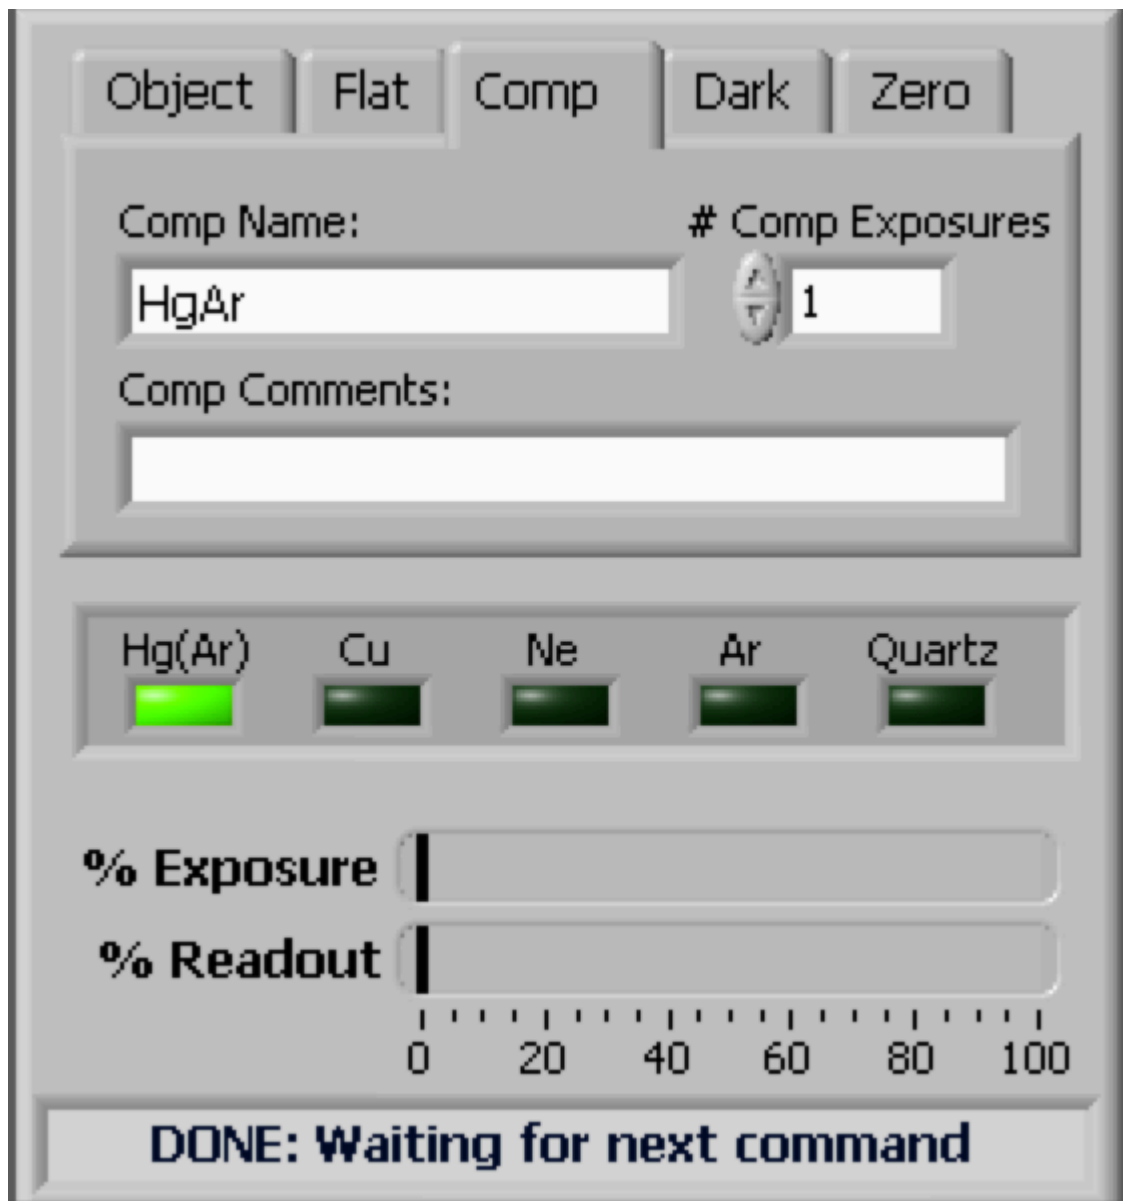 Object Flat Comp Dark Zero
Comp Name: # Comp Exposures
HgAr 1
Comp Comments:
Hg(Ar) Cu Ne Ar Quartz
% Exposure
% Readout
0 20 40 60 80 100
DONE: Waiting for next command